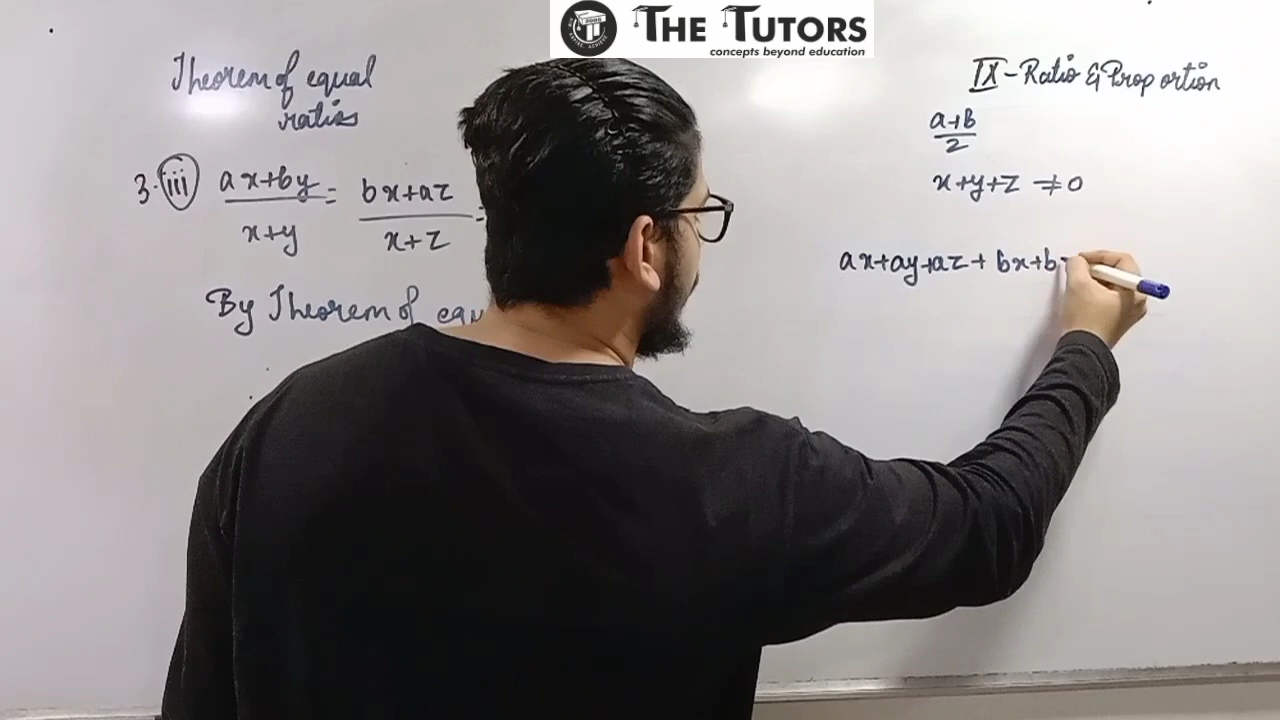 THE TUTORS
concepts beyond education
Theorem of equal
ratios
3. iii ax+by/x+y = bx+az/x+z =
By Theorem of equ
IX - Ratio & Proportion
a+b/2
x+y+z ≠ 0
ax+ay+az+ bx+b